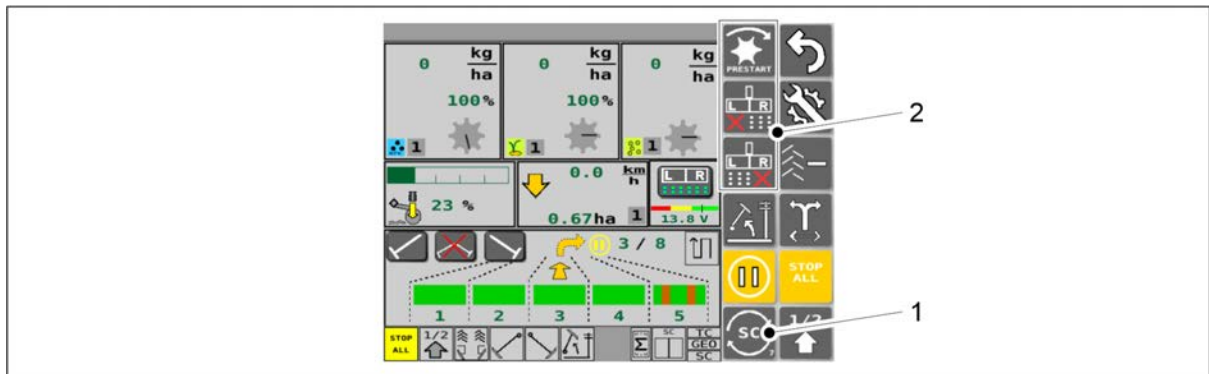 0 kg/ha 0 kg/ha 0 kg/ha
100% 100%
1 1 1
PRESTART
L R
L R
23 %
0.0 km/h
0.67ha 1
L R
13.8 V
3 / 8
1 2 3 4 5
STOP ALL
SC
1/2
STOP ALL
1/2
Σ
SC
TC
GEO
SC
2
1